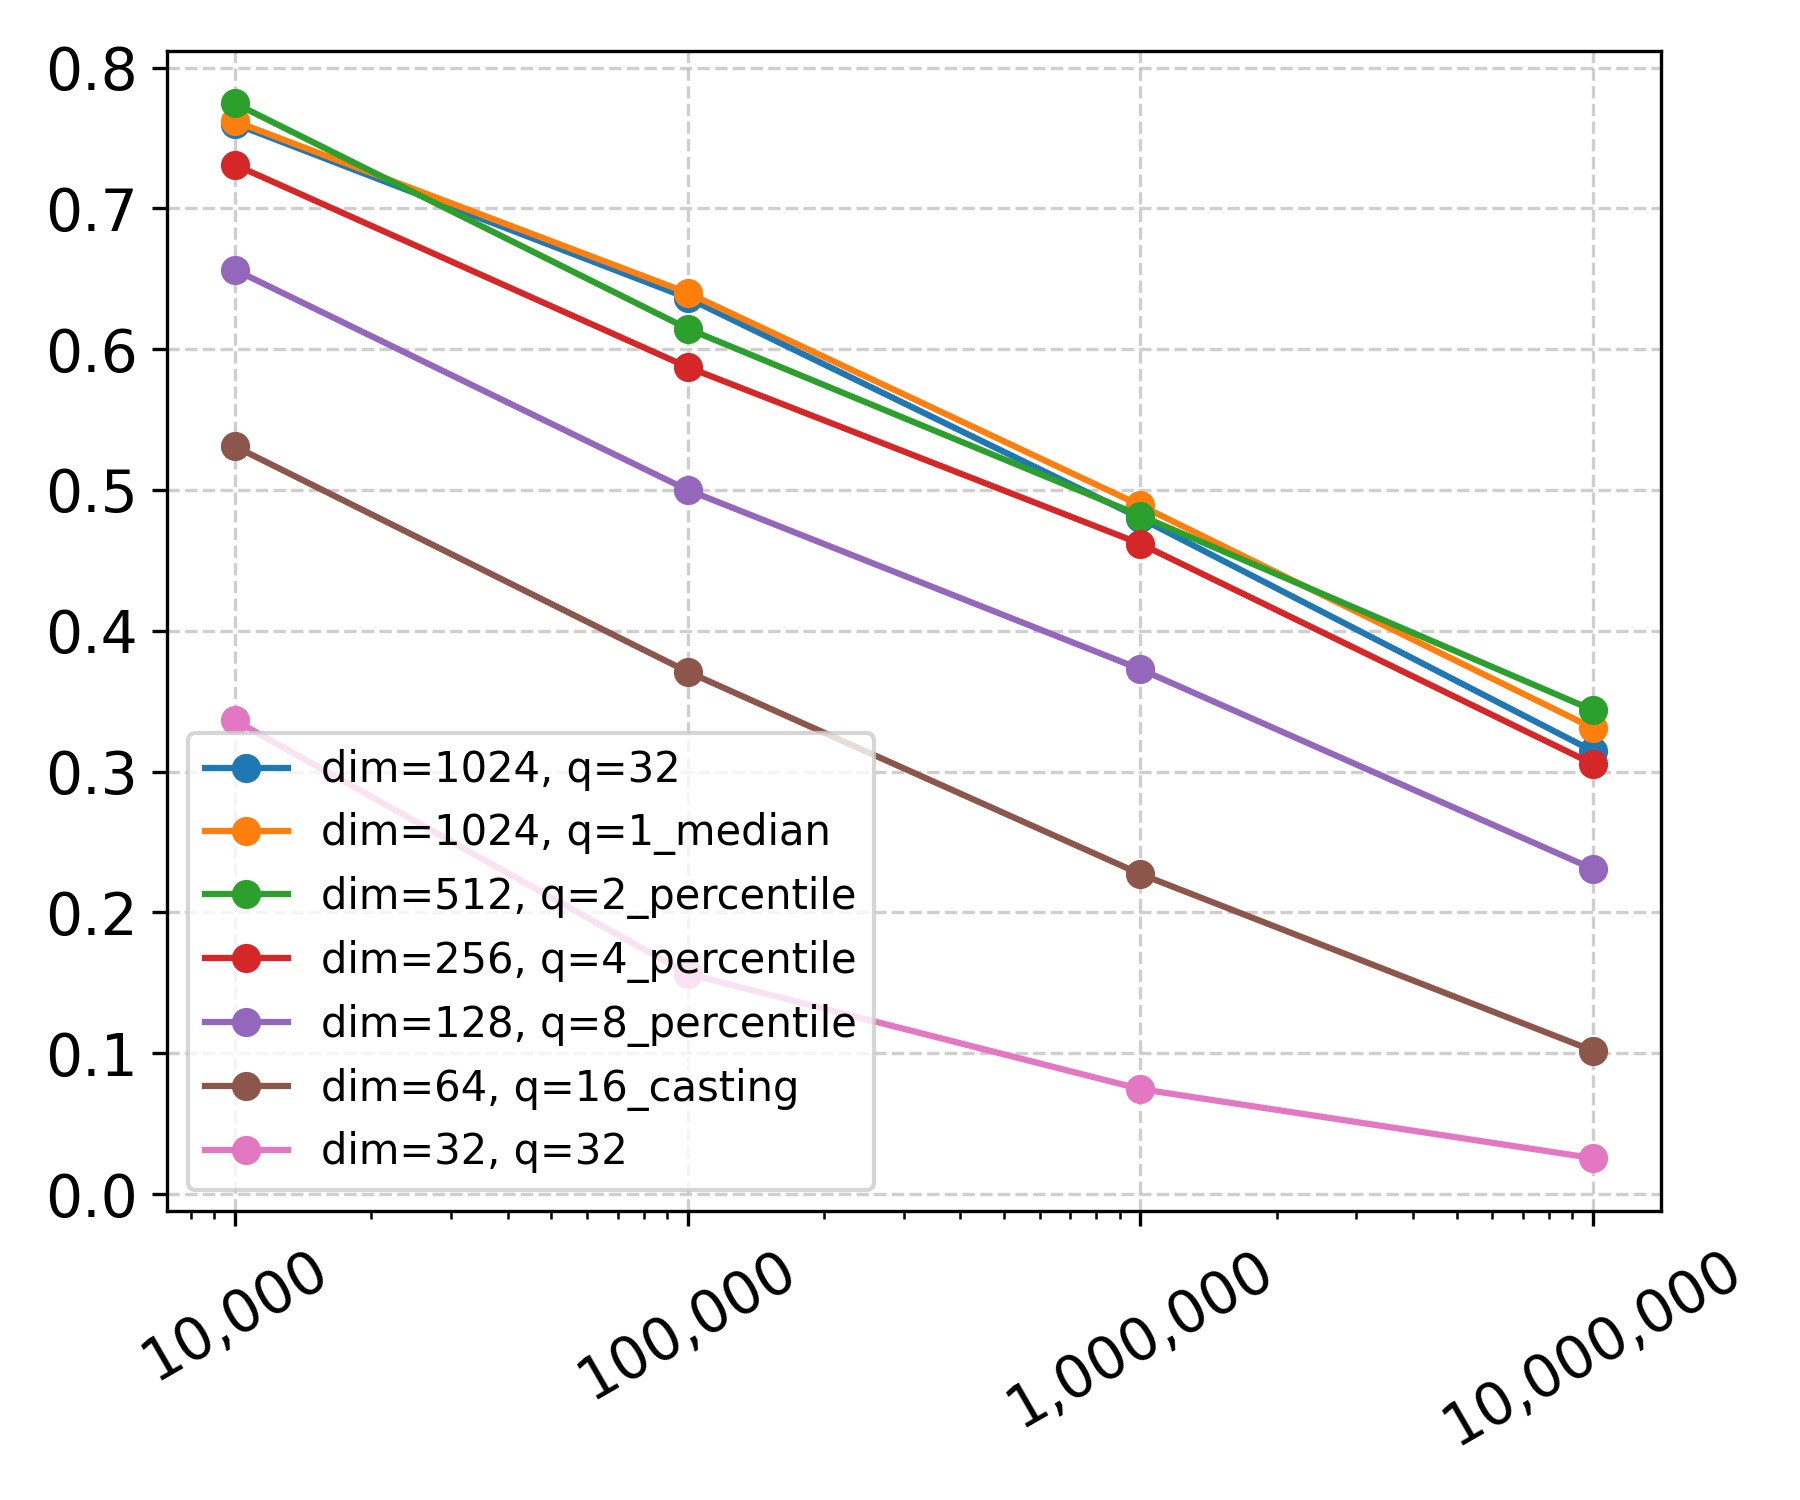 0.8
0.7
0.6
0.5
0.4
0.3
0.2
0.1
0.0
dim=1024, q=32
dim=1024, q=1_median
dim=512, q=2_percentile
dim=256, q=4_percentile
dim=128, q=8_percentile
dim=64, q=16_casting
dim=32, q=32
10,000
100,000
1,000,000
10,000,000